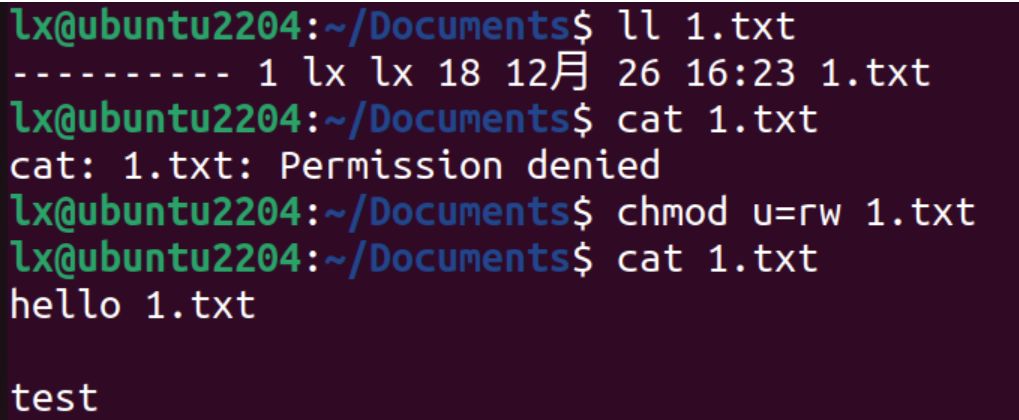 lx@ubuntu2204:~/Documents$ ll 1.txt
---------- 1 lx lx 18 12月 26 16:23 1.txt
lx@ubuntu2204:~/Documents$ cat 1.txt
cat: 1.txt: Permission denied
lx@ubuntu2204:~/Documents$ chmod u=rw 1.txt
lx@ubuntu2204:~/Documents$ cat 1.txt
hello 1.txt

test